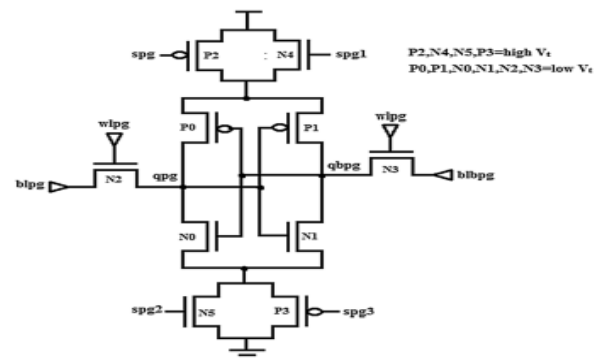 spg P2 : N4 spg1
P2,N4,N5,P3=high Vt
P0,P1,N0,N1,N2,N3=low Vt
wlpg P0 P1 wlpg
qpg qbpg
blpg N2 N3 blbpg
N0 N1
spg2 N5 P3 spg3